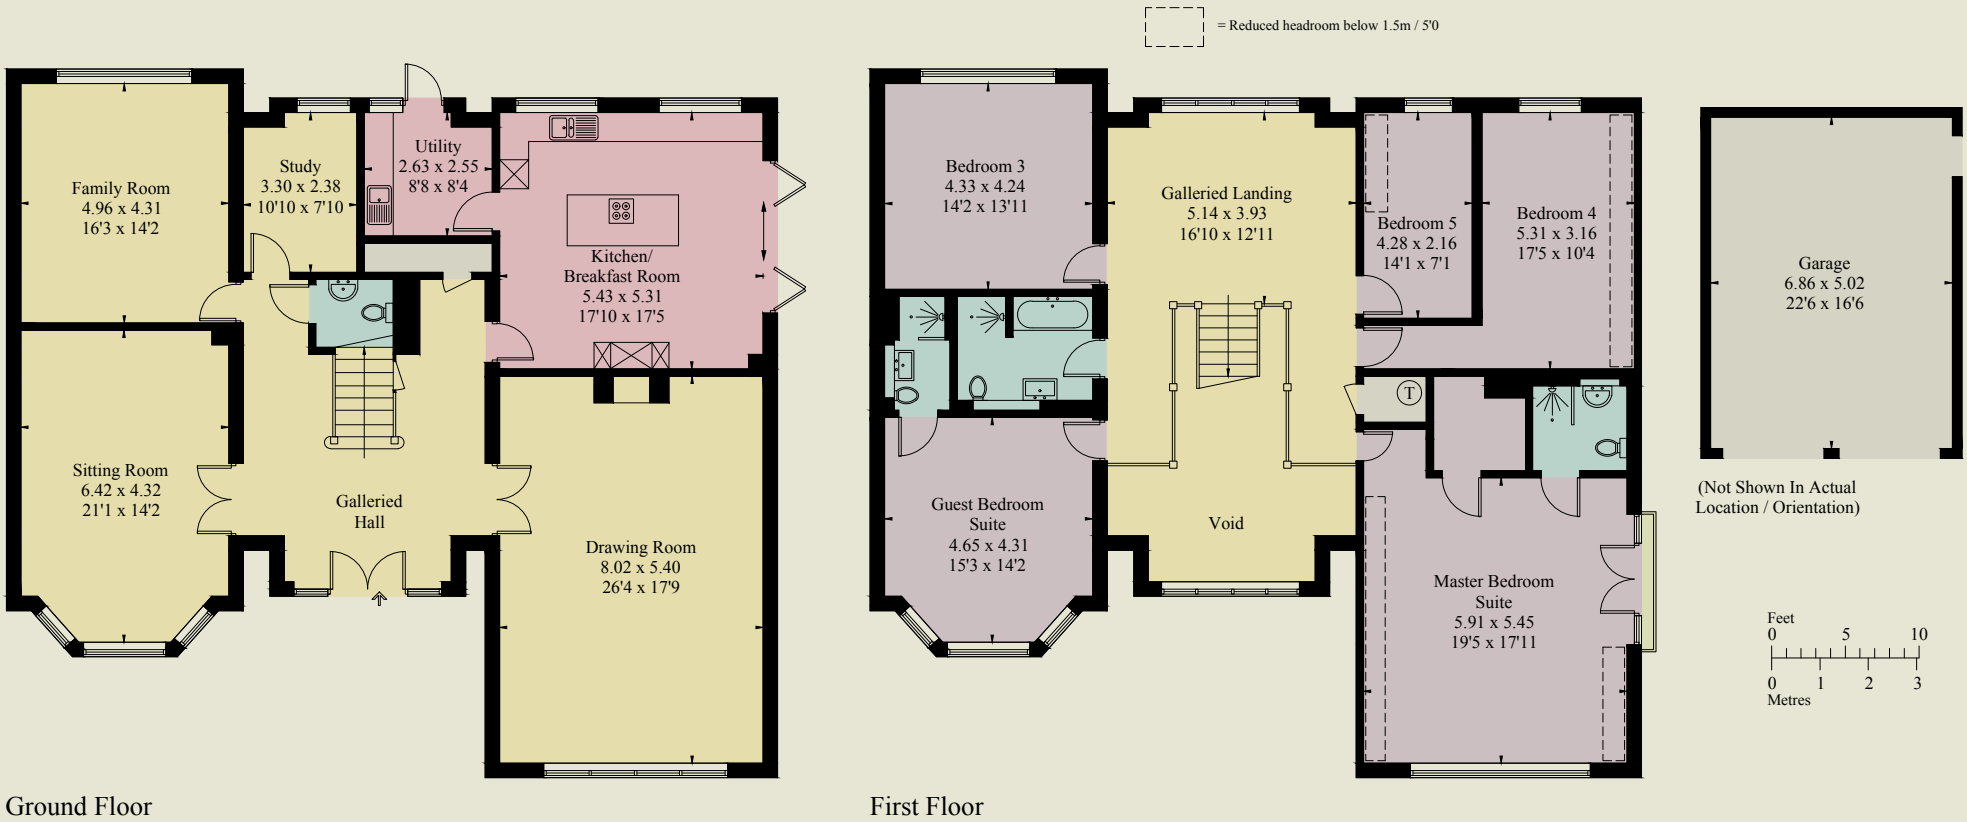 = Reduced headroom below 1.5m / 5'0
Family Room
4.96 x 4.31
16'3 x 14'2
Study
3.30 x 2.38
10'10 x 7'10
Utility
2.63 x 2.55
8'8 x 8'4
Kitchen/
Breakfast Room
5.43 x 5.31
17'10 x 17'5
Sitting Room
6.42 x 4.32
21'1 x 14'2
Galleried
Hall
Drawing Room
8.02 x 5.40
26'4 x 17'9
Ground Floor
Bedroom 3
4.33 x 4.24
14'2 x 13'11
Galleried Landing
5.14 x 3.93
16'10 x 12'11
Bedroom 5
4.28 x 2.16
14'1 x 7'1
Bedroom 4
5.31 x 3.16
17'5 x 10'4
T
Guest Bedroom
Suite
4.65 x 4.31
15'3 x 14'2
Void
Master Bedroom
Suite
5.91 x 5.45
19'5 x 17'11
First Floor
Garage
6.86 x 5.02
22'6 x 16'6
(Not Shown In Actual
Location / Orientation)
Feet
0 5 10
0 1 2 3
Metres